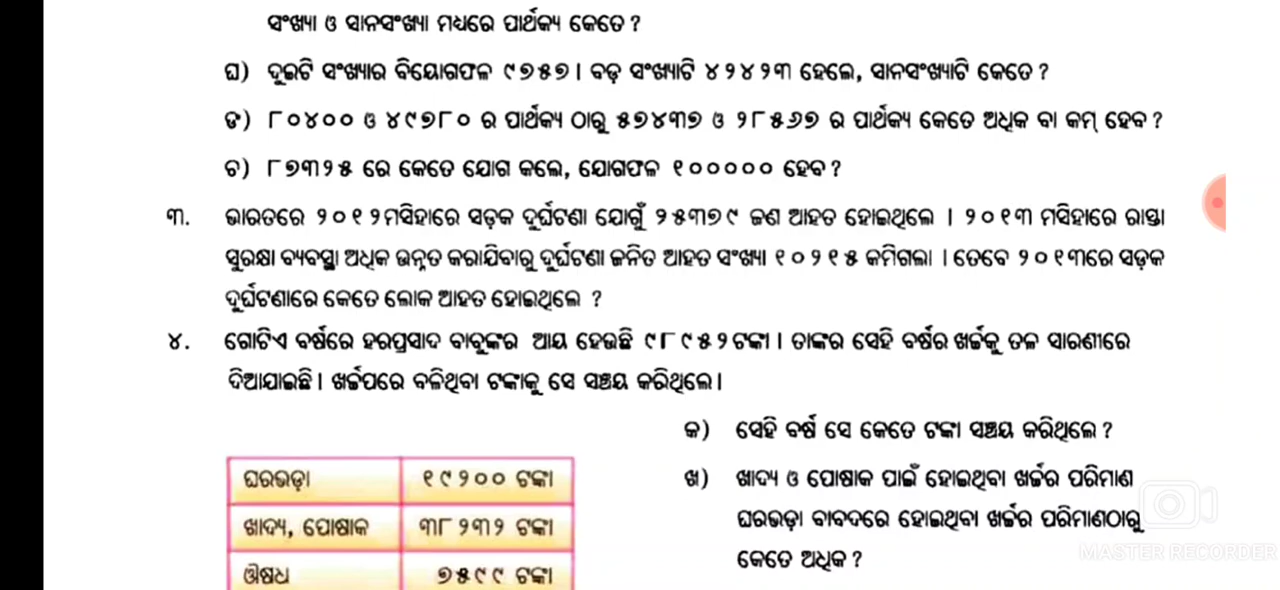 ସଂଖ୍ୟା ଓ ସାନସଂଖ୍ୟା ମଧ୍ୟରେ ପାର୍ଥକ୍ୟ କେତେ ?
ଘ) ଦୁଇଟି ସଂଖ୍ୟାର ବିୟୋଗଫଳ ୯୭୫୭। ବଡ଼ ସଂଖ୍ୟାଟି ୪୨୪୨୩ ହେଲେ, ସାନସଂଖ୍ୟାଟି କେତେ ?
ଙ) ୮୦୪୦୦ ଓ ୪୯୭୮୦ ର ପାର୍ଥକ୍ୟ ଠାରୁ ୫୭୪୩୭ ଓ ୨୮୫୬୭ ର ପାର୍ଥକ୍ୟ କେତେ ଅଧିକ ବା କମ୍ ହେବ ?
ଚ) ୮୭୩୨୫ ରେ କେତେ ଯୋଗ କଲେ, ଯୋଗଫଳ ୧୦୦୦୦୦ ହେବ ?
୩. ଭାରତରେ ୨୦୧୨ମସିହାରେ ସଡ଼କ ଦୁର୍ଘଟଣା ଯୋଗୁଁ ୨୫୩୭୯ ଜଣ ଆହତ ହୋଇଥିଲେ । ୨୦୧୩ ମସିହାରେ ରାସ୍ତା
ସୁରକ୍ଷା ବ୍ୟବସ୍ଥା ଅଧିକ ଉନ୍ନତ କରାଯିବାରୁ ଦୁର୍ଘଟଣା ଜନିତ ଆହତ ସଂଖ୍ୟା ୧୦୨୧୫ କମିଗଲା । ତେବେ ୨୦୧୩ରେ ସଡ଼କ
ଦୁର୍ଘଟଣାରେ କେତେ ଲୋକ ଆହତ ହୋଇଥିଲେ ?
୪. ଗୋଟିଏ ବର୍ଷରେ ହରପ୍ରସାଦ ବାବୁଙ୍କର ଆୟ ହେଉଛି ୯୮୯୫୨ଟଙ୍କା। ତାଙ୍କର ସେହି ବର୍ଷର ଖର୍ଚ୍ଚକୁ ତଳ ସାରଣୀରେ
ଦିଆଯାଇଛି। ଖର୍ଚ୍ଚପରେ ବଳିଥିବା ଟଙ୍କାକୁ ସେ ସଞ୍ଚୟ କରିଥିଲେ।
କ) ସେହି ବର୍ଷ ସେ କେତେ ଟଙ୍କା ସଞ୍ଚୟ କରିଥିଲେ ?
ଘରଭଡ଼ା ୧୯୨୦୦ ଟଙ୍କା
ଖ) ଖାଦ୍ୟ ଓ ପୋଷାକ ପାଇଁ ହୋଇଥିବା ଖର୍ଚ୍ଚର ପରିମାଣ
ଖାଦ୍ୟ, ପୋଷାକ ୩୮୨୩୨ ଟଙ୍କା
ଘରଭଡ଼ା ବାବଦରେ ହୋଇଥିବା ଖର୍ଚ୍ଚର ପରିମାଣଠାରୁ
କେତେ ଅଧିକ ?
ଔଷଧ ୭୫୯୯ ଟଙ୍କା
MASTER RECORDER